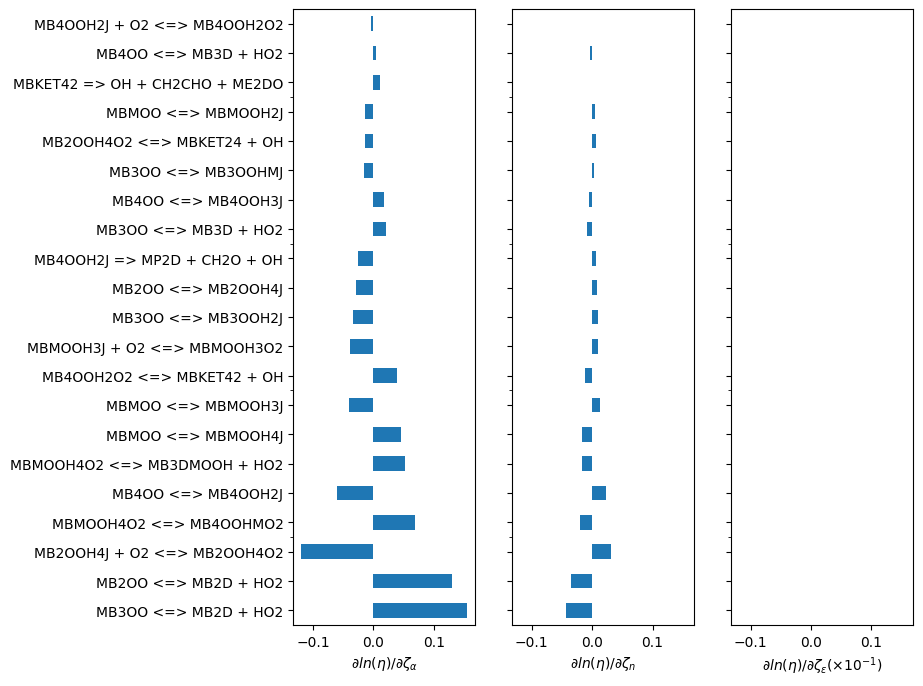 MB4OOH2J + O2 <=> MB4OOH2O2
MB4OO <=> MB3D + HO2
MBKET42 => OH + CH2CHO + ME2DO
MBMOO <=> MBMOOH2J
MB2OOH4O2 <=> MBKET24 + OH
MB3OO <=> MB3OOHMJ
MB4OO <=> MB4OOH3J
MB3OO <=> MB3D + HO2
MB4OOH2J => MP2D + CH2O + OH
MB2OO <=> MB2OOH4J
MB3OO <=> MB3OOH2J
MBMOOH3J + O2 <=> MBMOOH3O2
MB4OOH2O2 <=> MBKET42 + OH
MBMOO <=> MBMOOH3J
MBMOO <=> MBMOOH4J
MBMOOH4O2 <=> MB3DMOOH + HO2
MB4OO <=> MB4OOH2J
MBMOOH4O2 <=> MB4OOHMO2
MB2OOH4J + O2 <=> MB2OOH4O2
MB2OO <=> MB2D + HO2
MB3OO <=> MB2D + HO2
−0.1 0.0 0.1
∂ln(η)/∂ζ_α
−0.1 0.0 0.1
∂ln(η)/∂ζ_n
−0.1 0.0 0.1
∂ln(η)/∂ζ_ε(×10⁻¹)